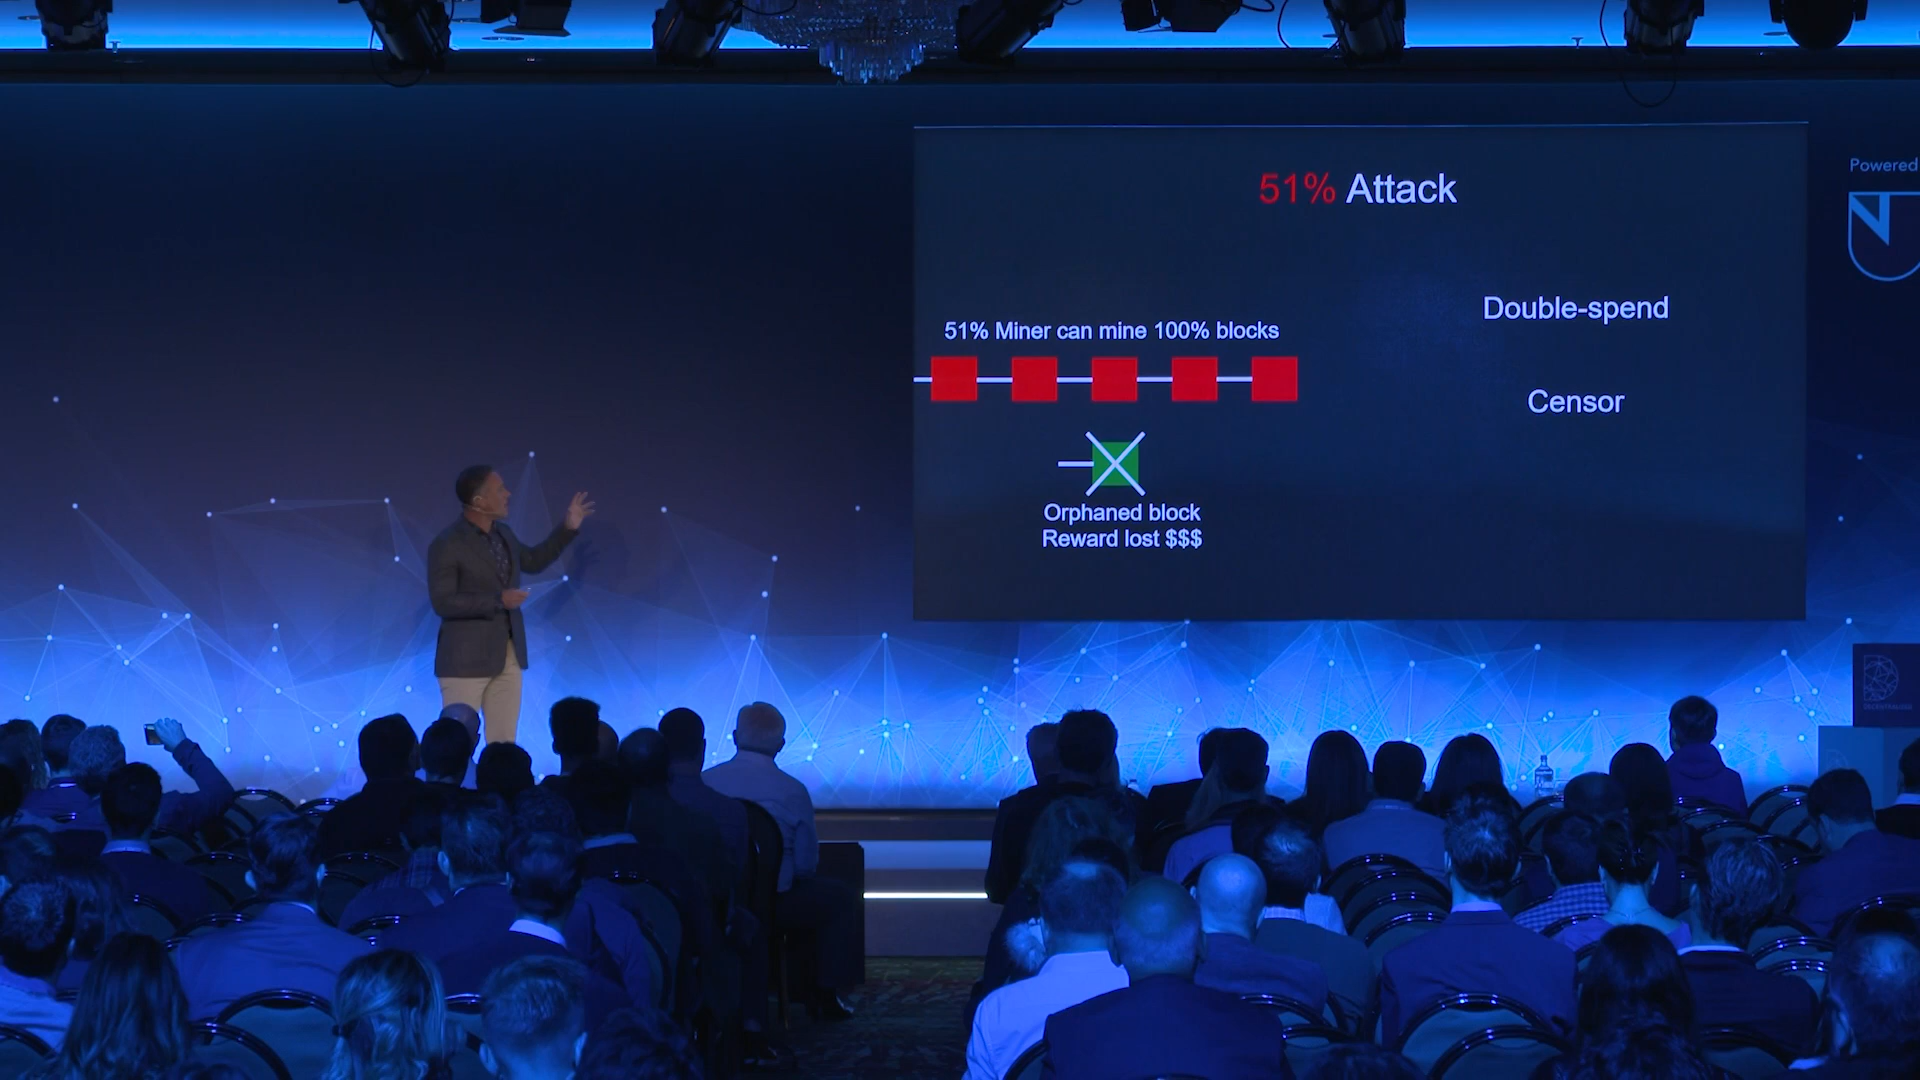 51% Attack
51% Miner can mine 100% blocks
Orphaned block
Reward lost $$$
Double-spend
Censor
Powered